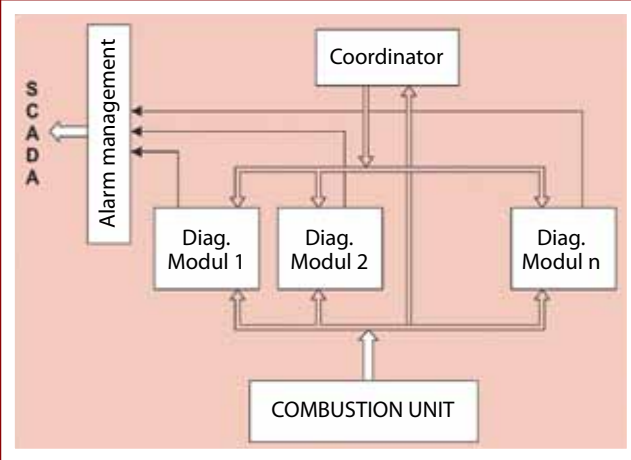 SCADA
Alarm management
Coordinator
Diag.
Modul 1
Diag.
Modul 2
Diag.
Modul n
COMBUSTION UNIT